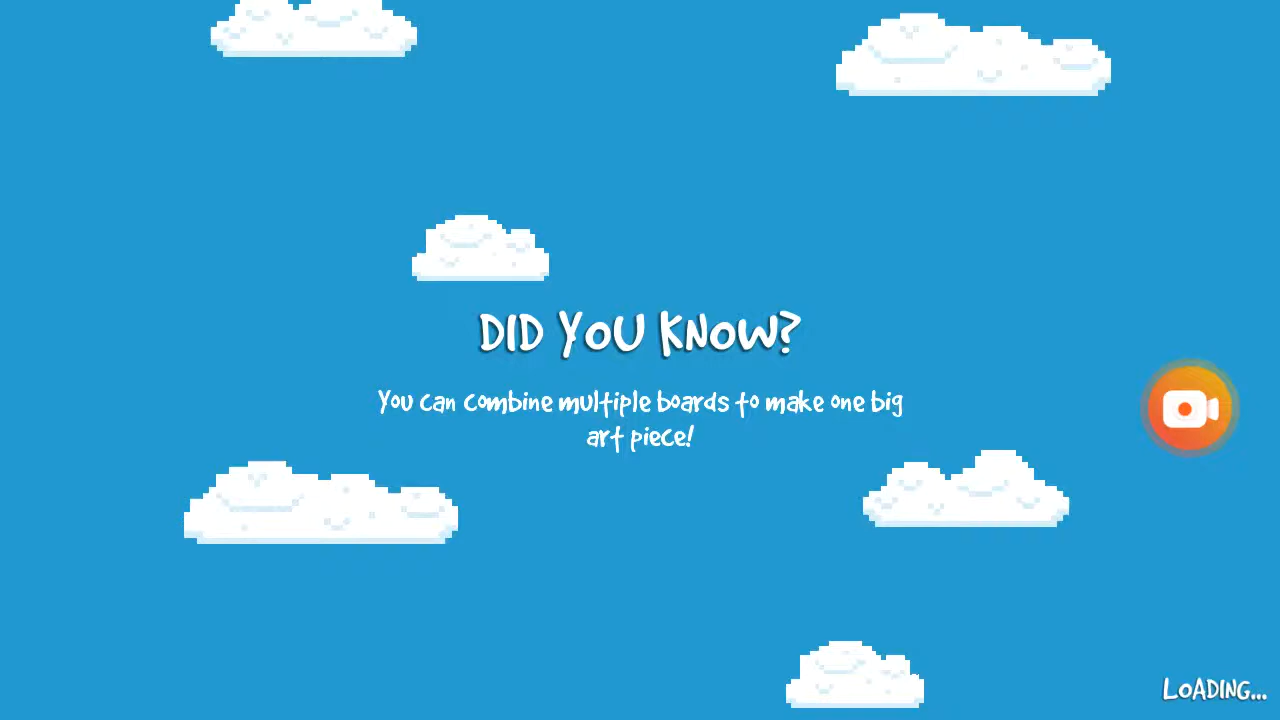 DID YOU KNOW?
You can combine multiple boards to make one big
art piece!
LOADING...